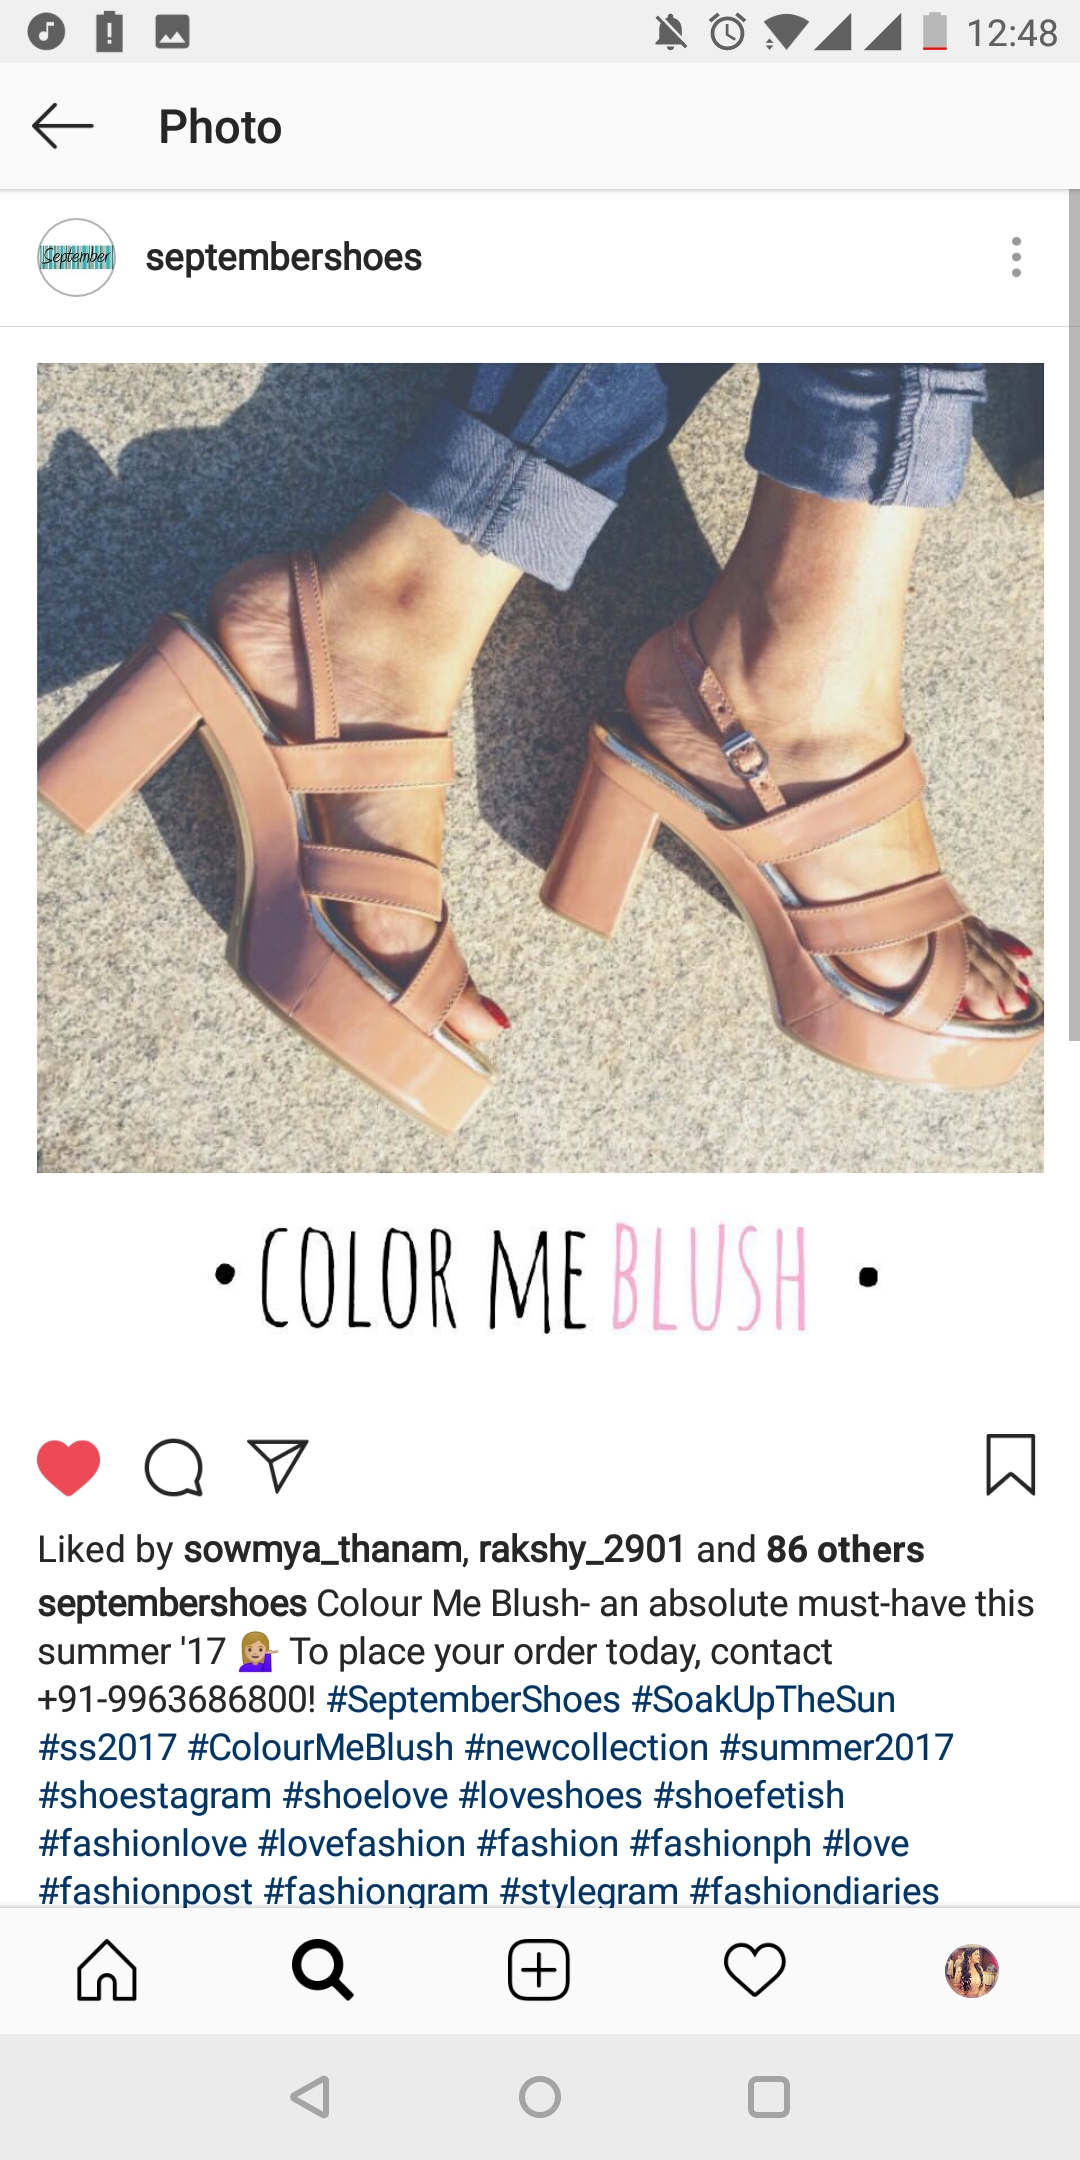 12:48
Photo
September
septembershoes
• COLOR ME BLUSH •
Liked by sowmya_thanam, rakshy_2901 and 86 others
septembershoes Colour Me Blush- an absolute must-have this
summer '17 💁🏼 To place your order today, contact
+91-9963686800! #SeptemberShoes #SoakUpTheSun
#ss2017 #ColourMeBlush #newcollection #summer2017
#shoestagram #shoelove #loveshoes #shoefetish
#fashionlove #lovefashion #fashion #fashionph #love
#fashionpost #fashiongram #stylegram #fashiondiaries